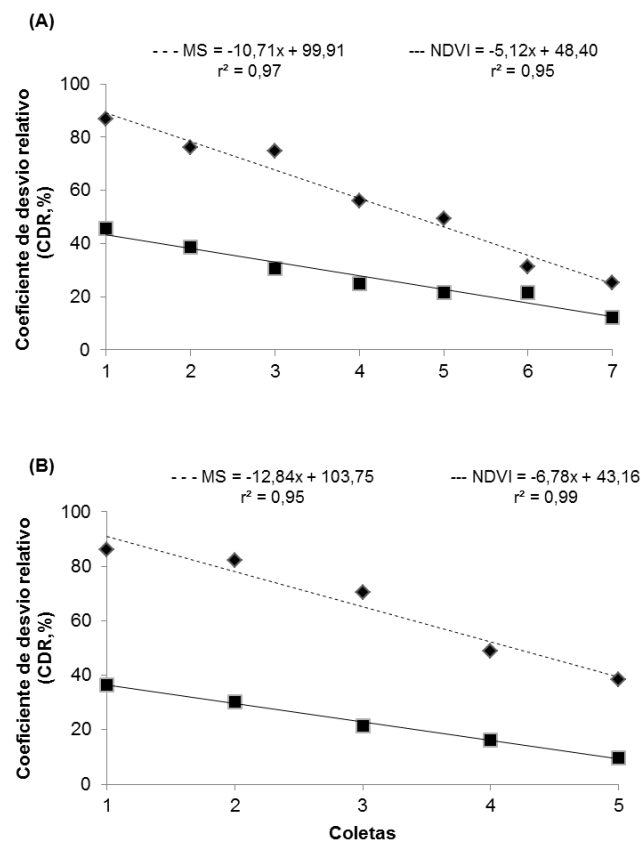 (A)
- - - MS = -10,71x + 99,91
r² = 0,97
--- NDVI = -5,12x + 48,40
r² = 0,95
Coeficiente de desvio relativo
(CDR,%)
100
80
60
40
20
0
1 2 3 4 5 6 7
(B)
- - - MS = -12,84x + 103,75
r² = 0,95
--- NDVI = -6,78x + 43,16
r² = 0,99
Coeficiente de desvio relativo
(CDR,%)
100
80
60
40
20
0
1 2 3 4 5
Coletas